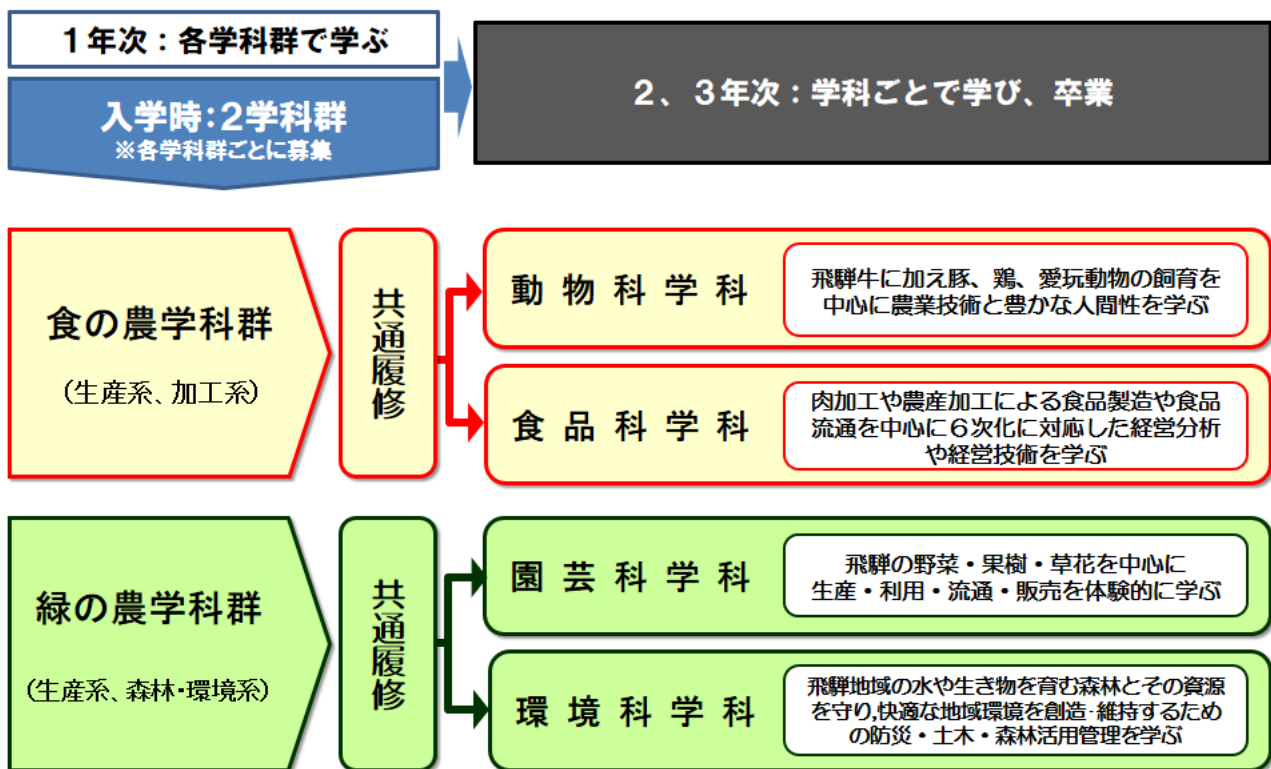 １年次：各学科群で学ぶ
入学時：２学科群
※各学科群ごとに募集
２、３年次：学科ごとで学び、卒業
食の農学科群
（生産系、加工系）
共通履修
動物科学科
飛騨牛に加え豚、鶏、愛玩動物の飼育を
中心に農業技術と豊かな人間性を学ぶ
食品科学科
肉加工や農産加工による食品製造や食品
流通を中心に６次化に対応した経営分析
や経営技術を学ぶ
緑の農学科群
（生産系、森林・環境系）
共通履修
園芸科学科
飛騨の野菜・果樹・草花を中心に
生産・利用・流通・販売を体験的に学ぶ
環境科学科
飛騨地域の水や生き物を育む森林とその資源
を守り,快適な地域環境を創造・維持するため
の防災・土木・森林活用管理を学ぶ